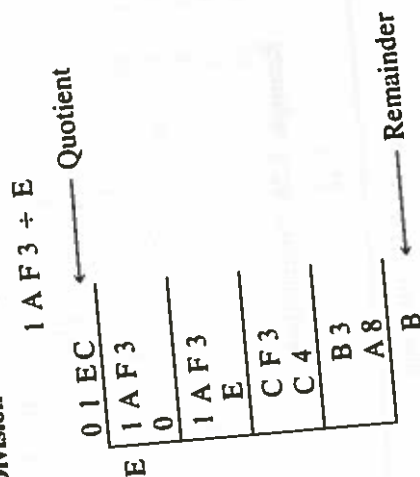 Division
1 A F 3 ÷ E
0 1 E C ← Quotient
E 1 A F 3
0
1 A F 3
E
C F 3
C 4
B 3
A 8
B ← Remainder